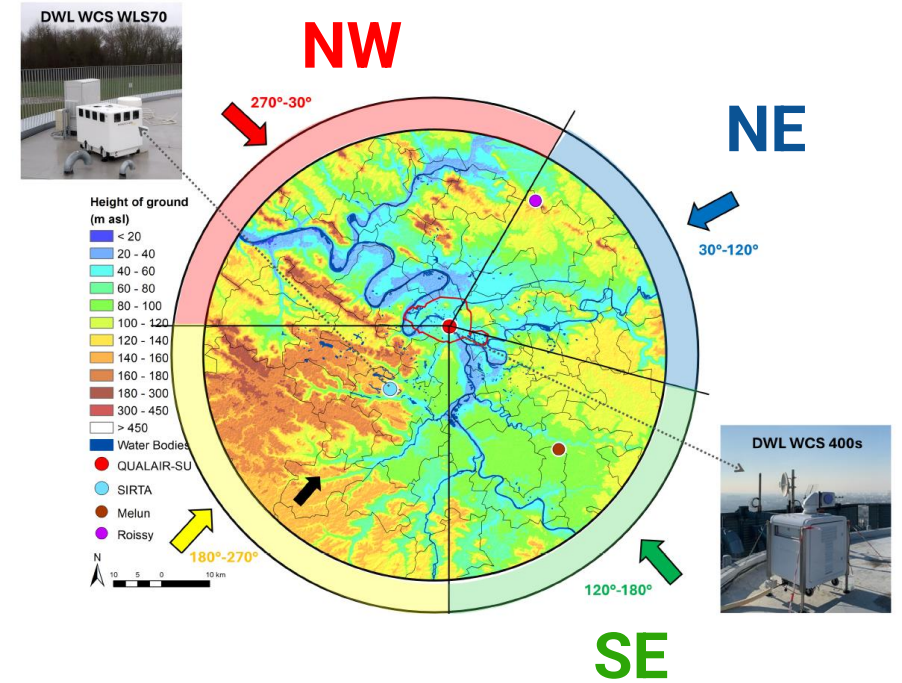 DWL WCS WLS70
NW
270°-30°
NE
30°-120°
Height of ground
(m asl)
< 20
20 - 40
40 - 60
60 - 80
80 - 100
100 - 120
120 - 140
140 - 160
160 - 180
180 - 300
300 - 450
> 450
Water Bodies
QUALAIR-SU
SIRTA
Melun
Roissy
N
10 5 0 10 km
180°-270°
120°-180°
SE
DWL WCS 400s